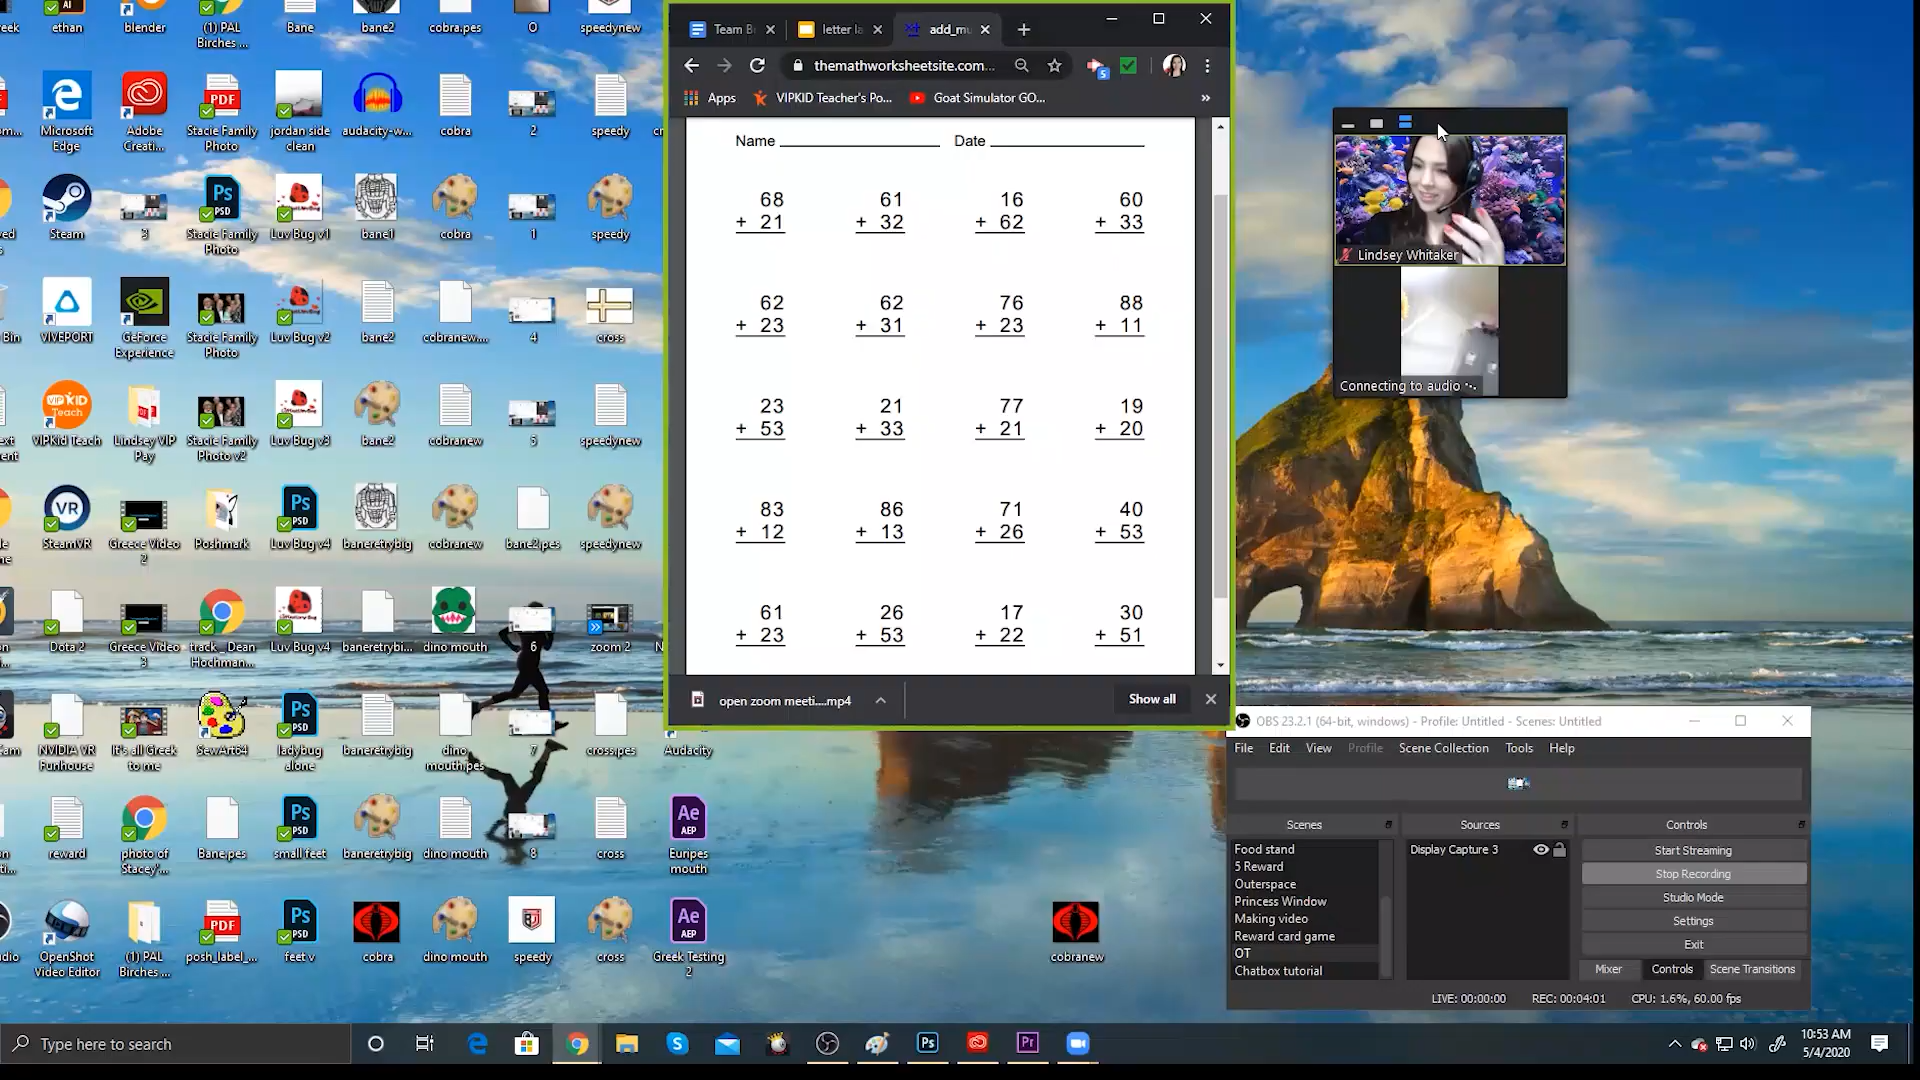 ethan
blender
(1) PAL
Birches ...
Bane
bane2
cobra.pes
O
speedynew
Microsoft
Edge
Adobe
Creati...
Stacie Family
Photo
jordan side
clean
audacity-w...
cobra
2
speedy
Steam
3
Stacie Family
Photo
Luv Bug v1
bane1
cobra
1
speedy
Bin
VIVEPORT
GeForce
Experience
Stacie Family
Photo
Luv Bug v2
bane2
cobranew....
4
cross
VIPKid Teach
Lindsey VIP
Pay
Stacie Family
Photo v2
Luv Bug v3
bane2
cobranew
5
speedynew
SteamVR
Greece Video
2
Poshmark
Luv Bug v4
baneretrybig
cobranew
bane2.pes
speedynew
Dota 2
Greece Video
3
track_ Dean
Hochman...
Luv Bug v4
baneretrybi...
dino mouth
6
zoom 2
NVIDIA VR
Funhouse
It's all Greek
to me
SewArt64
ladybug
alone
baneretrybig
dino
mouth.pes
7
cross.pes
Audacity
reward
photo of
Stacey'...
Bane.pes
small feet
baneretrybig
dino mouth
8
cross
Euripes
mouth
OpenShot
Video Editor
(1) PAL
Birches ...
posh_label_...
feet v
cobra
dino mouth
speedy
cross
Greek Testing
2
cobranew
Team B
letter la
add_mu
themathworksheetsite.com...
Apps
VIPKID Teacher's Po...
Goat Simulator GO...
»
Name
Date
68 61 16 60
+ 21 + 32 + 62 + 33
62 62 76 88
+ 23 + 31 + 23 + 11
23 21 77 19
+ 53 + 33 + 21 + 20
83 86 71 40
+ 12 + 13 + 26 + 53
61 26 17 30
+ 23 + 53 + 22 + 51
open zoom meeti....mp4
Show all
Lindsey Whitaker
Connecting to audio
OBS 23.2.1 (64-bit, windows) - Profile: Untitled - Scenes: Untitled
File Edit View Profile Scene Collection Tools Help
Scenes
Sources
Controls
Food stand
5 Reward
Outerspace
Princess Window
Making video
Reward card game
OT
Chatbox tutorial
Display Capture 3
Start Streaming
Stop Recording
Studio Mode
Settings
Exit
Mixer
Controls
Scene Transitions
LIVE: 00:00:00
REC: 00:04:01
CPU: 1.6%, 60.00 fps
Type here to search
10:53 AM
5/4/2020